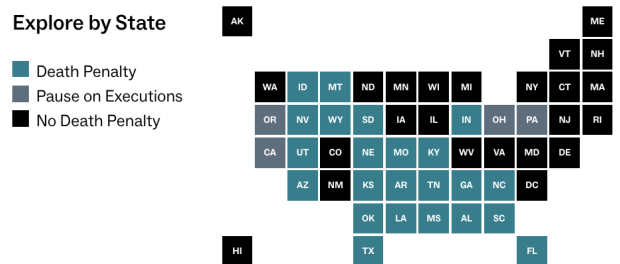 Explore by State
Death Penalty
Pause on Executions
No Death Penalty
AK ME
VT NH
WA ID MT ND MN WI MI NY CT MA
OR NV WY SD IA IL IN OH PA NJ RI
CA UT CO NE MO KY WV VA MD DE
AZ NM KS AR TN GA NC DC
OK LA MS AL SC
HI TX FL